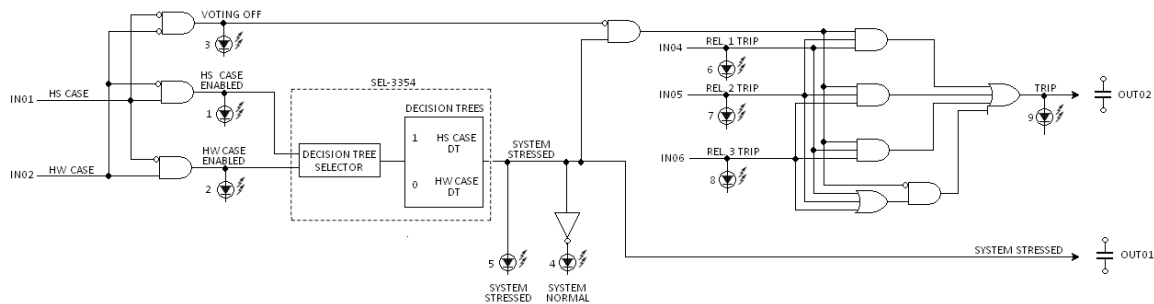 VOTING OFF
3
HS CASE
ENABLED
IN01
HS CASE
1
SEL-3354
DECISION TREES
DECISION TREE
SELECTOR
1
HS CASE
DT
0
HW CASE
DT
HW CASE
ENABLED
IN02
HW CASE
2
SYSTEM
STRESSED
5
SYSTEM
STRESSED
4
SYSTEM
NORMAL
IN04
REL. 1 TRIP
6
IN05
REL. 2 TRIP
7
IN06
REL. 3 TRIP
8
TRIP
9
OUT02
SYSTEM STRESSED
OUT01